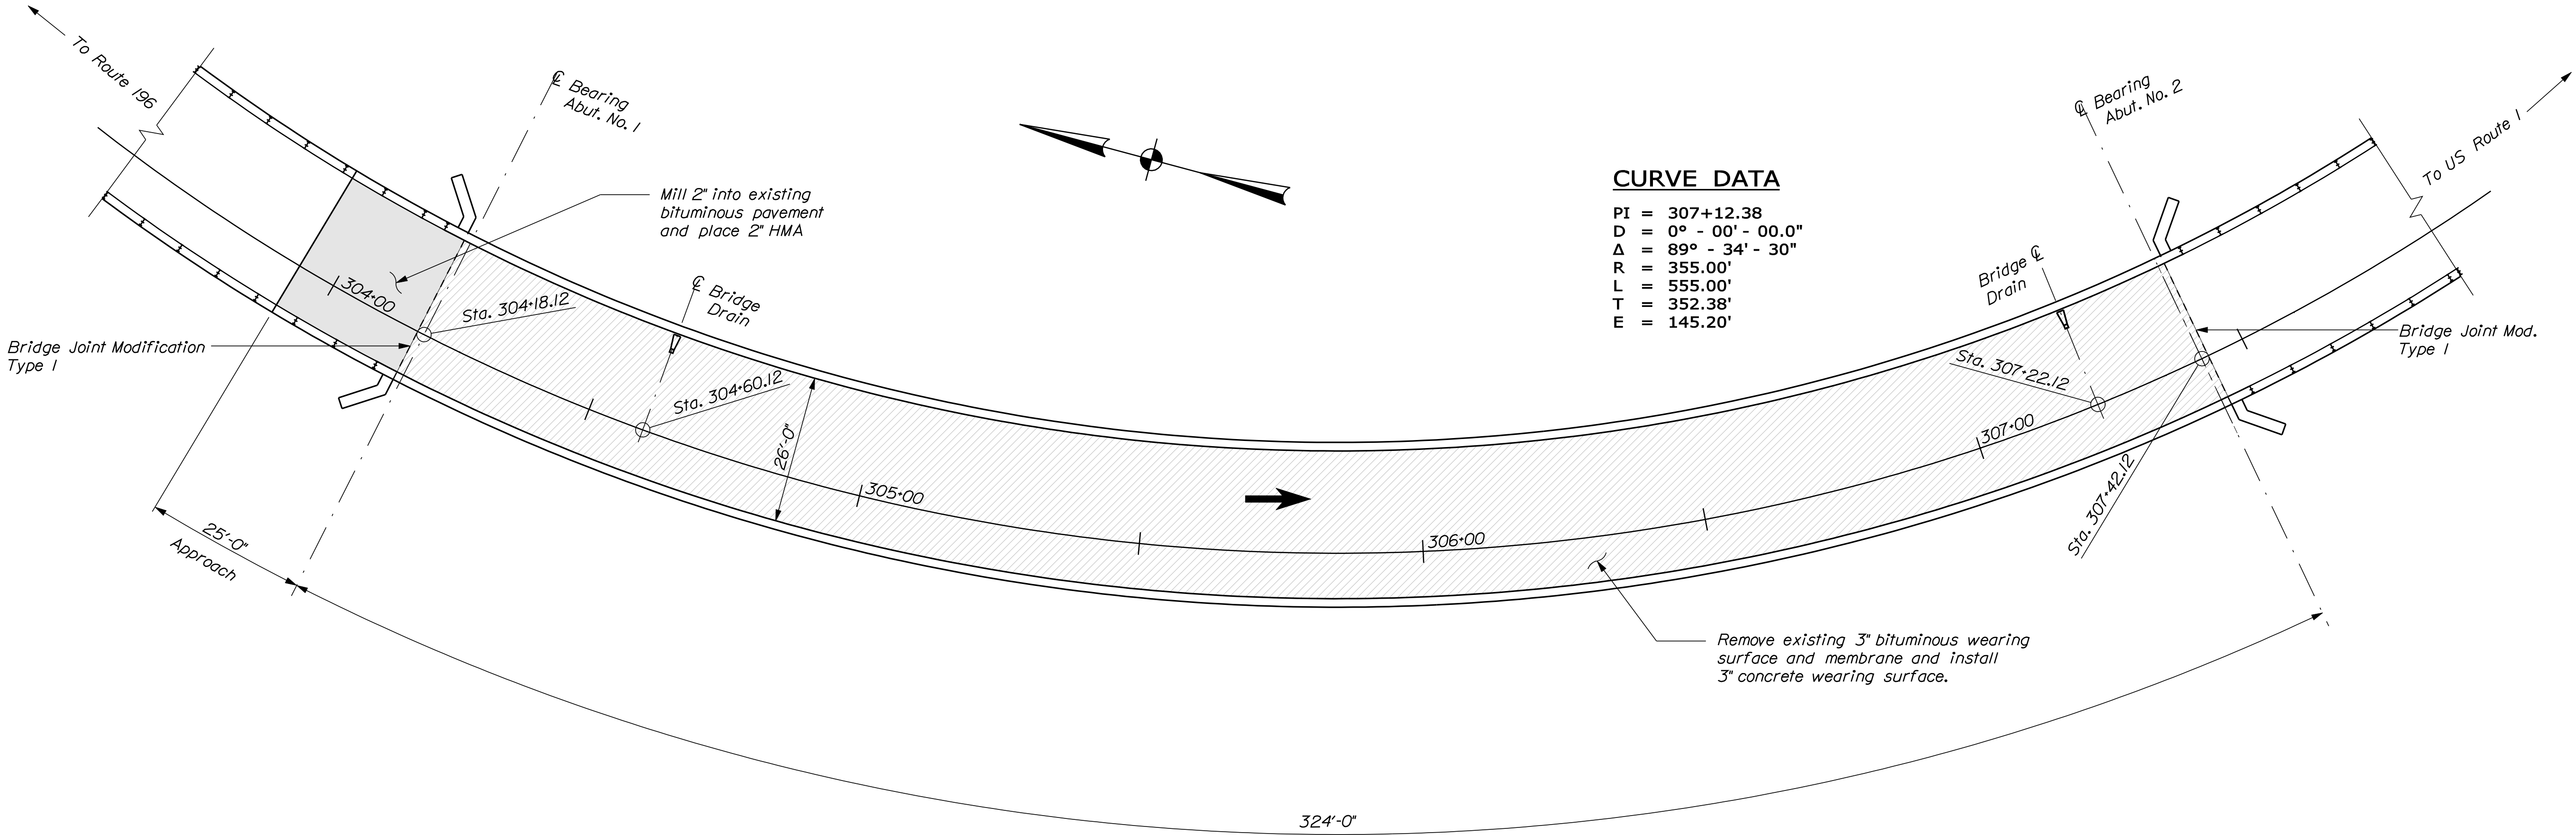 To Route 196
℄ Bearing
Abut. No. 1
Mill 2" into existing
bituminous pavement
and place 2" HMA
304+00
Sta. 304+18.12
Bridge Joint Modification
Type 1
℄ Bridge
Drain
Sta. 304+60.12
26'-0"
305+00
25'-0"
Approach
CURVE DATA
PI = 307+12.38
D = 0° - 00' - 00.0"
Δ = 89° - 34' - 30"
R = 355.00'
L = 555.00'
T = 352.38'
E = 145.20'
306+00
℄ Bearing
Abut. No. 2
To US Route 1
Bridge ℄
Drain
Sta. 307+22.12
307+00
Sta. 307+42.12
Bridge Joint Mod.
Type 1
Remove existing 3" bituminous wearing
surface and membrane and install
3" concrete wearing surface.
324'-0"